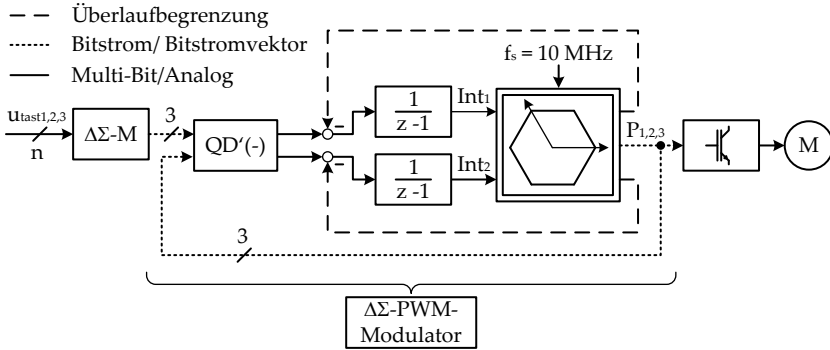 Überlaufbegrenzung
Bitstrom/ Bitstromvektor
Multi-Bit/Analog
fs = 10 MHz
utast1,2,3
n
ΔΣ-M
3
QD‘(-)
-
1
z -1
Int1
-
1
z -1
Int2
P1,2,3
M
3
ΔΣ-PWM-
Modulator